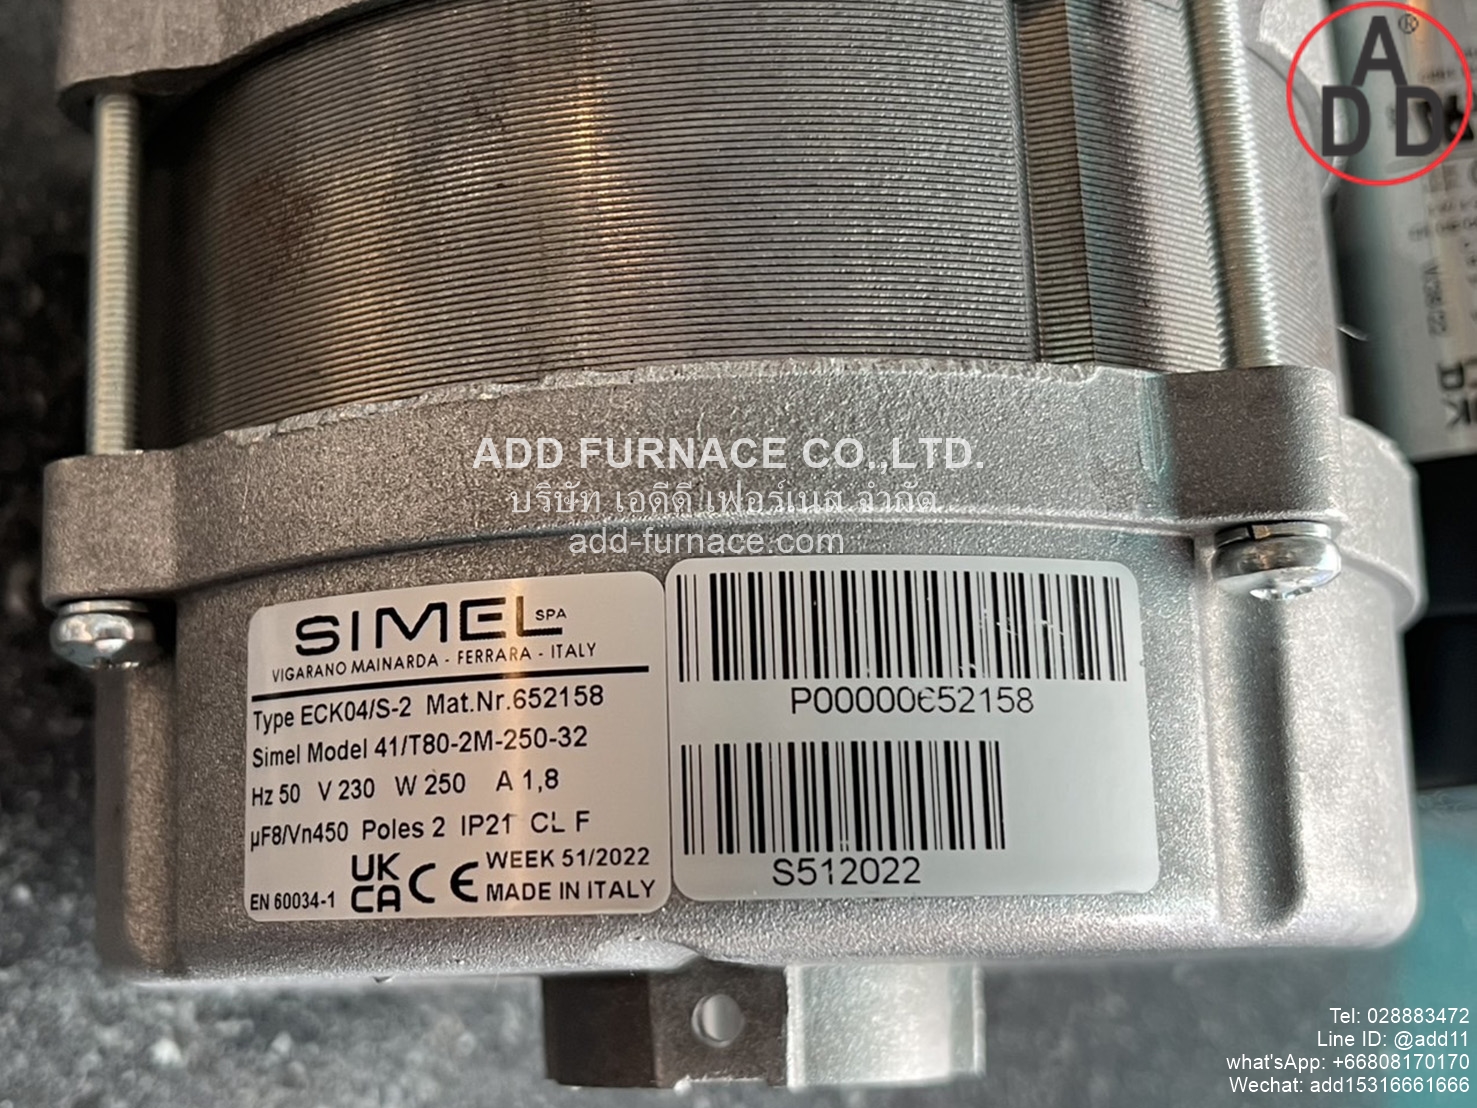 A®
DD
ADD FURNACE CO.,LTD.
บริษัท เอดีดี เฟอร์เนส จำกัด
add-furnace.com
SIMEL SPA
VIGARANO MAINARDA - FERRARA - ITALY
Type ECK04/S-2 Mat.Nr.652158
Simel Model 41/T80-2M-250-32
Hz 50 V 230 W 250 A 1,8
µF8/Vn450 Poles 2 IP21 CL F
EN 60034-1 UK CA CE WEEK 51/2022
MADE IN ITALY
P00000652158
S512022
Tel: 028883472
Line ID: @add11
what'sApp: +66808170170
Wechat: add15316661666